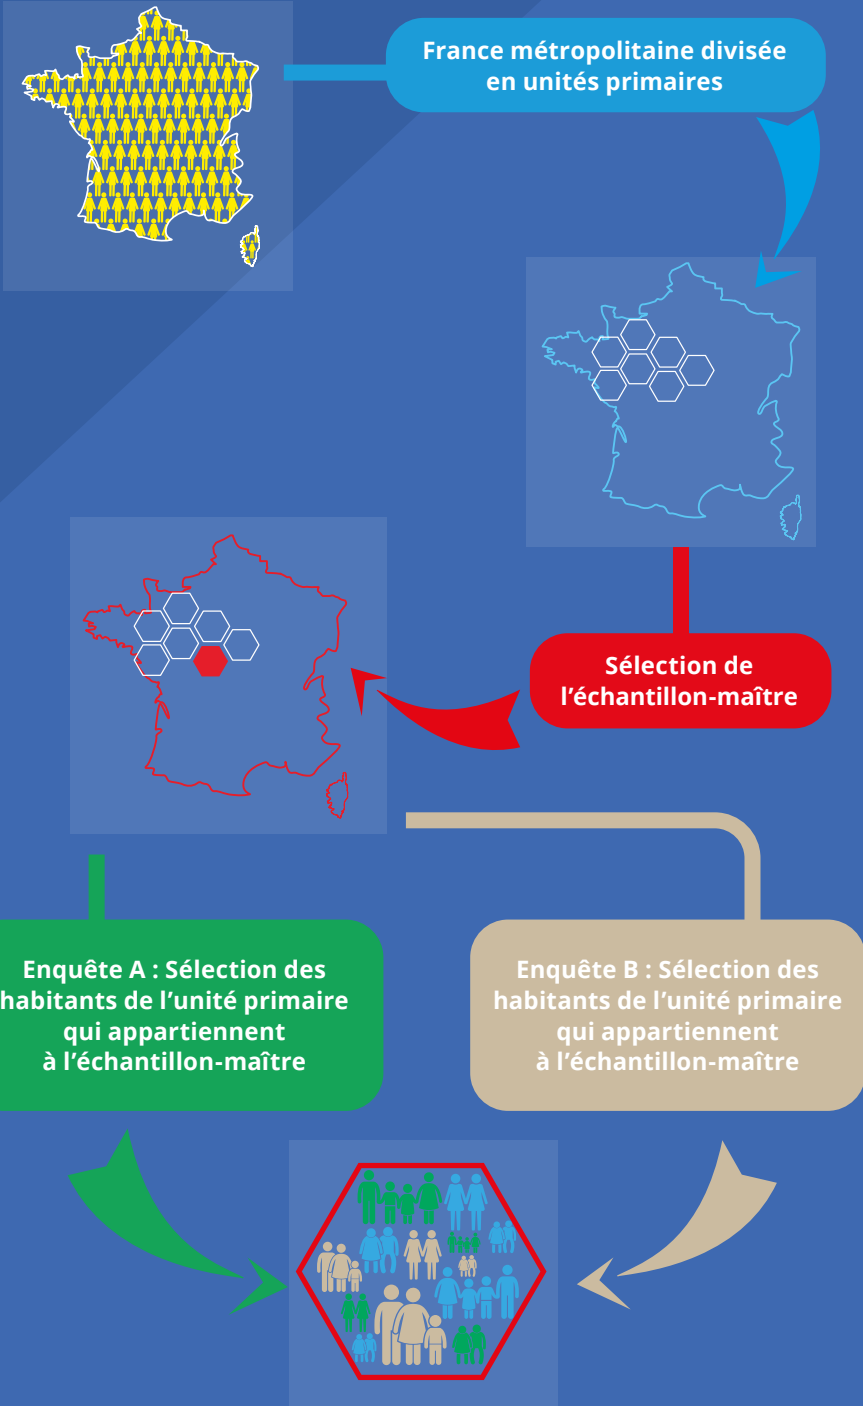 France métropolitaine divisée
en unités primaires
Sélection de
l'échantillon-maître
Enquête A : Sélection des
habitants de l'unité primaire
qui appartiennent
à l'échantillon-maître
Enquête B : Sélection des
habitants de l'unité primaire
qui appartiennent
à l'échantillon-maître